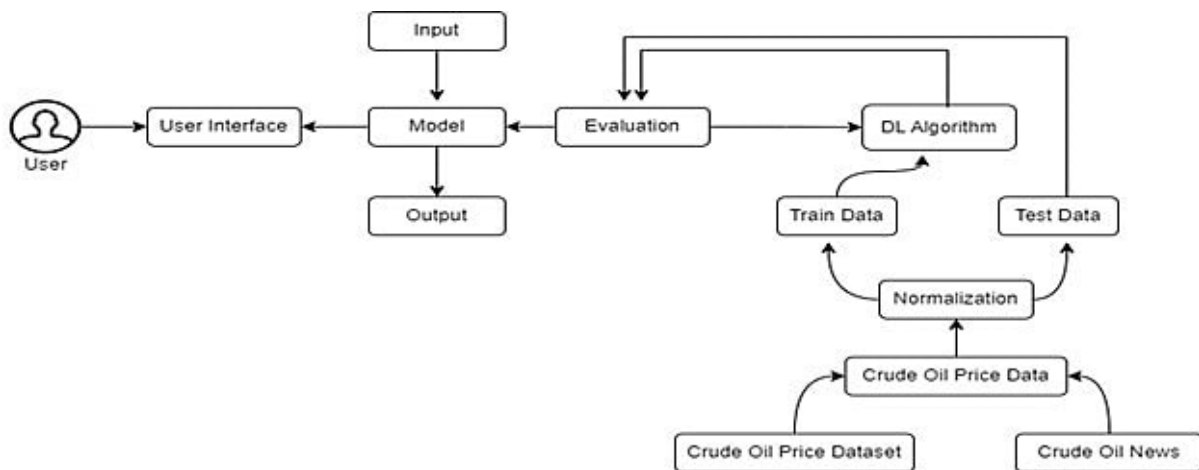 Input
User Interface
Model
Evaluation
DL Algorithm
User
Output
Train Data
Test Data
Normalization
Crude Oil Price Data
Crude Oil Price Dataset
Crude Oil News